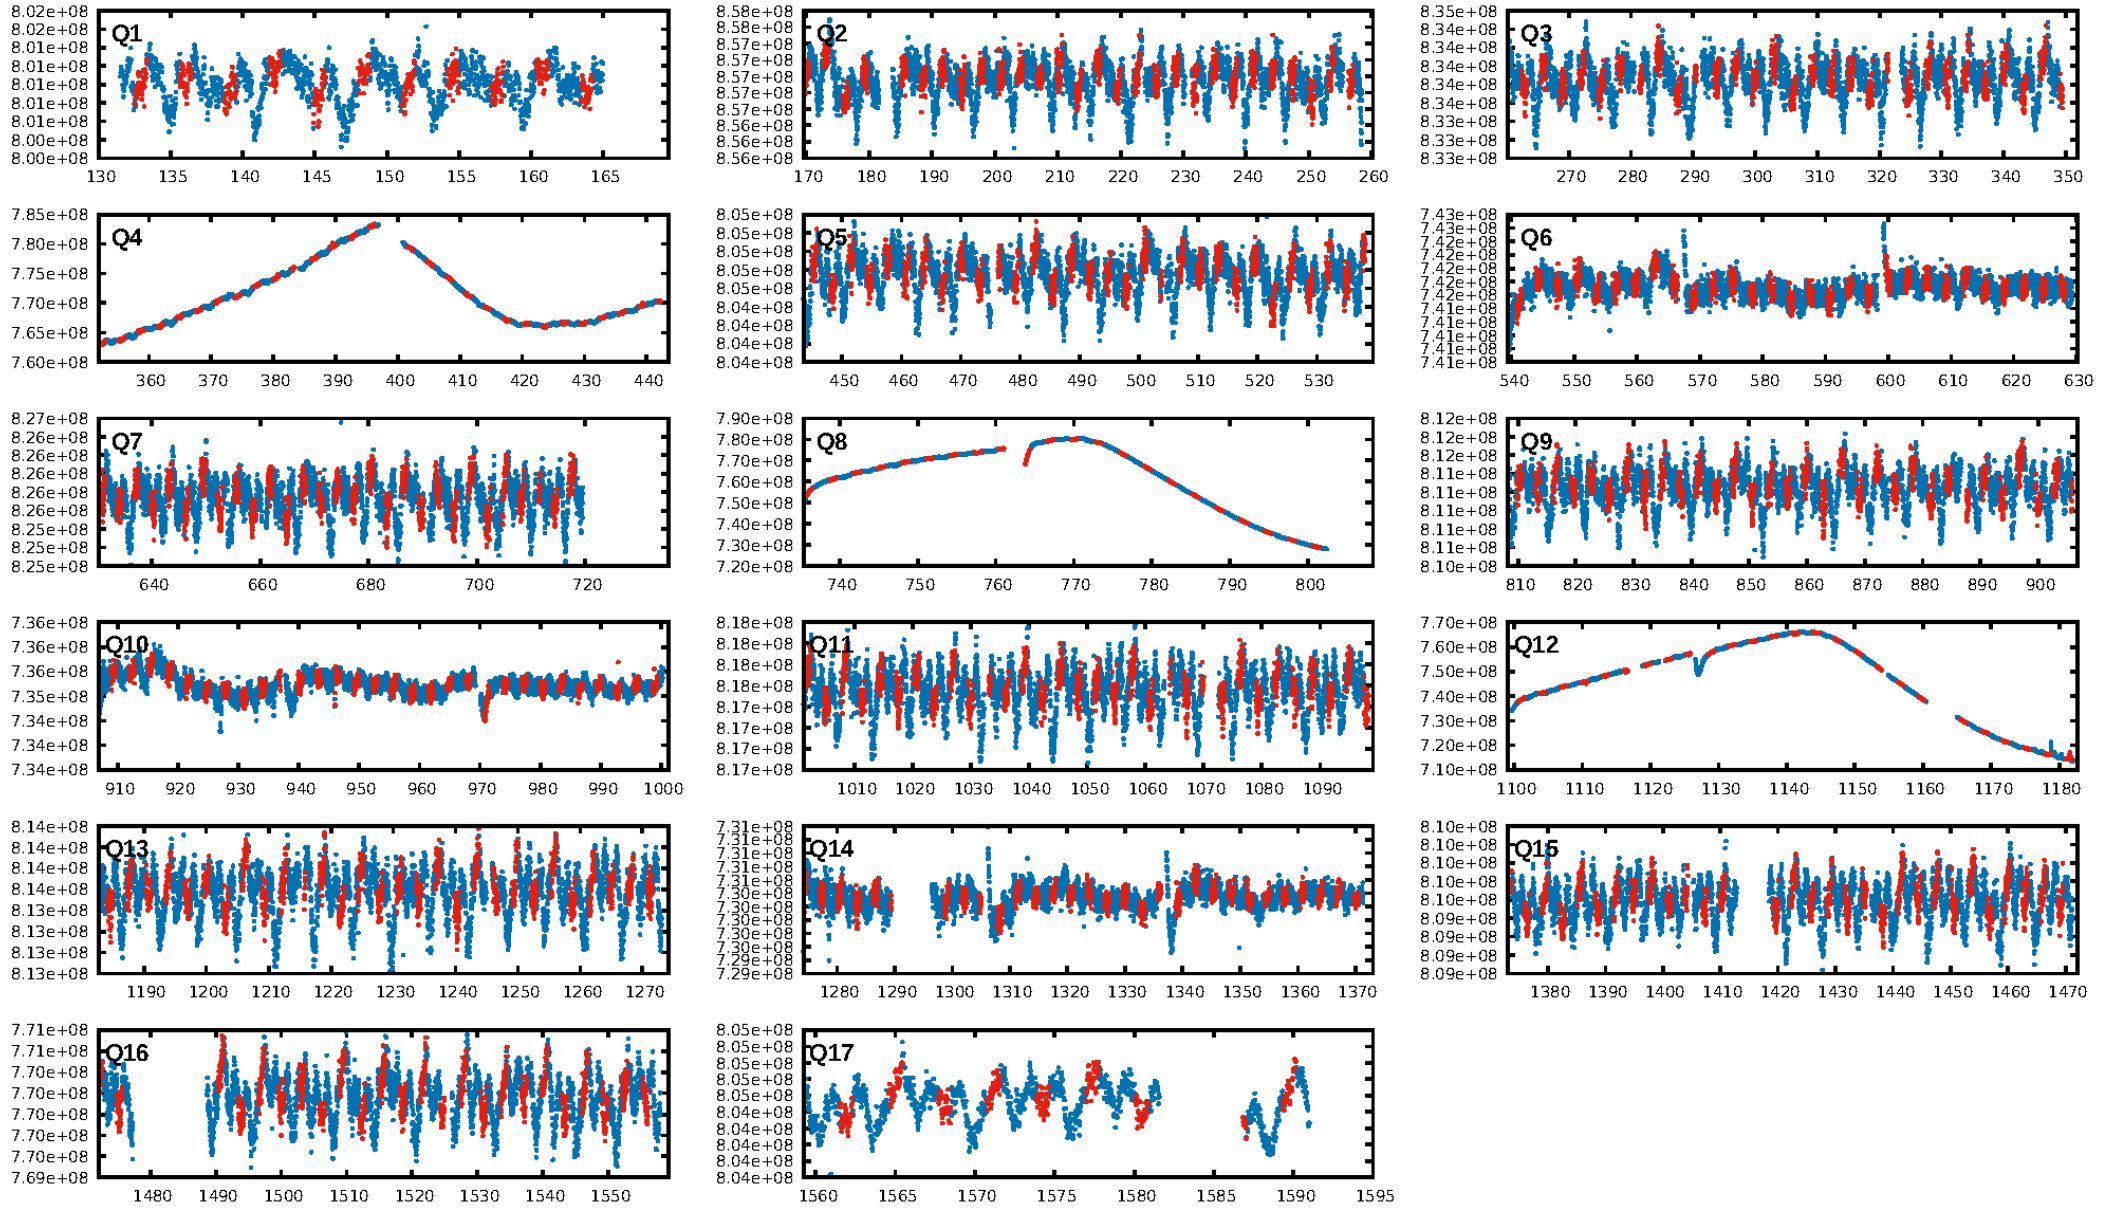 8.02e+08
8.02e+08
8.01e+08
8.01e+08
8.01e+08
8.01e+08
8.01e+08
8.00e+08
8.00e+08
Q1
130 135 140 145 150 155 160 165
8.58e+08
8.58e+08
8.57e+08
8.57e+08
8.57e+08
8.57e+08
8.57e+08
8.56e+08
8.56e+08
8.56e+08
Q2
170 180 190 200 210 220 230 240 250 260
8.35e+08
8.34e+08
8.34e+08
8.34e+08
8.34e+08
8.34e+08
8.33e+08
8.33e+08
8.33e+08
Q3
270 280 290 300 310 320 330 340 350
7.85e+08
7.80e+08
7.75e+08
7.70e+08
7.65e+08
7.60e+08
Q4
360 370 380 390 400 410 420 430 440
8.05e+08
8.05e+08
8.05e+08
8.05e+08
8.05e+08
8.04e+08
8.04e+08
8.04e+08
8.04e+08
Q5
450 460 470 480 490 500 510 520 530
7.43e+08
7.42e+08
7.42e+08
7.42e+08
7.42e+08
7.42e+08
7.42e+08
7.41e+08
7.41e+08
7.41e+08
7.41e+08
7.41e+08
Q6
540 550 560 570 580 590 600 610 620 630
8.27e+08
8.26e+08
8.26e+08
8.26e+08
8.26e+08
8.26e+08
8.25e+08
8.25e+08
8.25e+08
Q7
640 660 680 700 720
7.90e+08
7.80e+08
7.70e+08
7.60e+08
7.50e+08
7.40e+08
7.30e+08
7.20e+08
Q8
740 750 760 770 780 790 800
8.12e+08
8.12e+08
8.12e+08
8.11e+08
8.11e+08
8.11e+08
8.11e+08
8.10e+08
Q9
810 820 830 840 850 860 870 880 890 900
7.36e+08
7.36e+08
7.36e+08
7.35e+08
7.34e+08
7.34e+08
7.34e+08
Q10
910 920 930 940 950 960 970 980 990 1000
8.18e+08
8.18e+08
8.18e+08
8.18e+08
8.17e+08
8.17e+08
8.17e+08
8.17e+08
Q11
1010 1020 1030 1040 1050 1060 1070 1080 1090
7.70e+08
7.60e+08
7.50e+08
7.40e+08
7.30e+08
7.20e+08
7.10e+08
Q12
1100 1110 1120 1130 1140 1150 1160 1170 1180
8.14e+08
8.14e+08
8.14e+08
8.14e+08
8.13e+08
8.13e+08
8.13e+08
8.13e+08
Q13
1190 1200 1210 1220 1230 1240 1250 1260 1270
7.31e+08
7.31e+08
7.31e+08
7.31e+08
7.31e+08
7.30e+08
7.30e+08
7.30e+08
7.30e+08
7.30e+08
7.29e+08
7.29e+08
Q14
1280 1290 1300 1310 1320 1330 1340 1350 1360 1370
8.10e+08
8.10e+08
8.10e+08
8.10e+08
8.10e+08
8.09e+08
8.09e+08
8.09e+08
8.09e+08
Q15
1380 1390 1400 1410 1420 1430 1440 1450 1460 1470
7.71e+08
7.71e+08
7.70e+08
7.70e+08
7.70e+08
7.70e+08
7.70e+08
7.69e+08
Q16
1480 1490 1500 1510 1520 1530 1540 1550
8.05e+08
8.05e+08
8.05e+08
8.05e+08
8.05e+08
8.04e+08
8.04e+08
8.04e+08
8.04e+08
8.04e+08
Q17
1560 1565 1570 1575 1580 1585 1590 1595